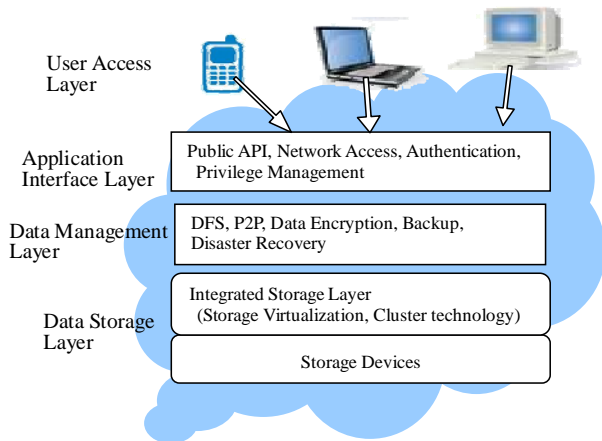 User Access
Layer
Application
Interface Layer
Public API, Network Access, Authentication,
Privilege Management
Data Management
Layer
DFS, P2P, Data Encryption, Backup,
Disaster Recovery
Data Storage
Layer
Integrated Storage Layer
(Storage Virtualization, Cluster technology)
Storage Devices